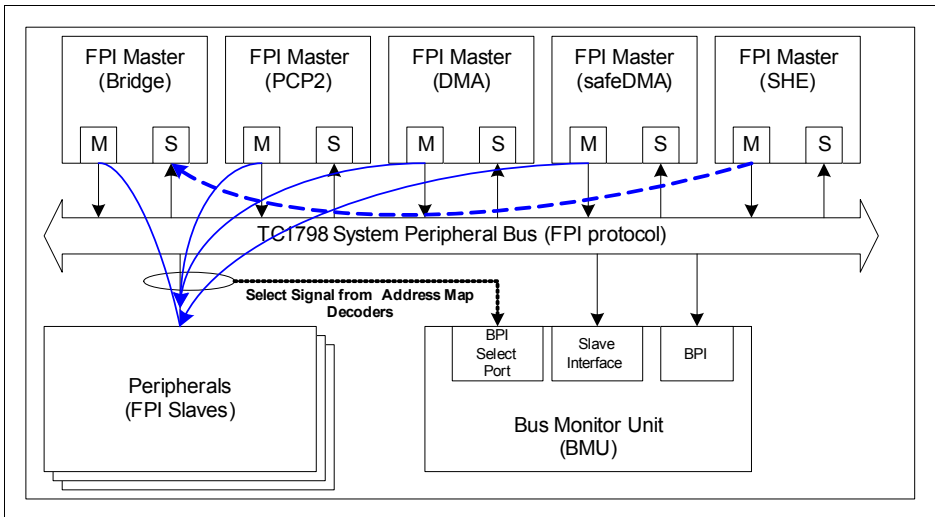 FPI Master
(Bridge)
FPI Master
(PCP2)
FPI Master
(DMA)
FPI Master
(safeDMA)
FPI Master
(SHE)
M
S
M
S
M
S
M
S
M
S
TC1798 System Peripheral Bus (FPI protocol)
Select Signal from Address Map
Decoders
BPI
Select
Port
Slave
Interface
BPI
Peripherals
(FPI Slaves)
Bus Monitor Unit
(BMU)